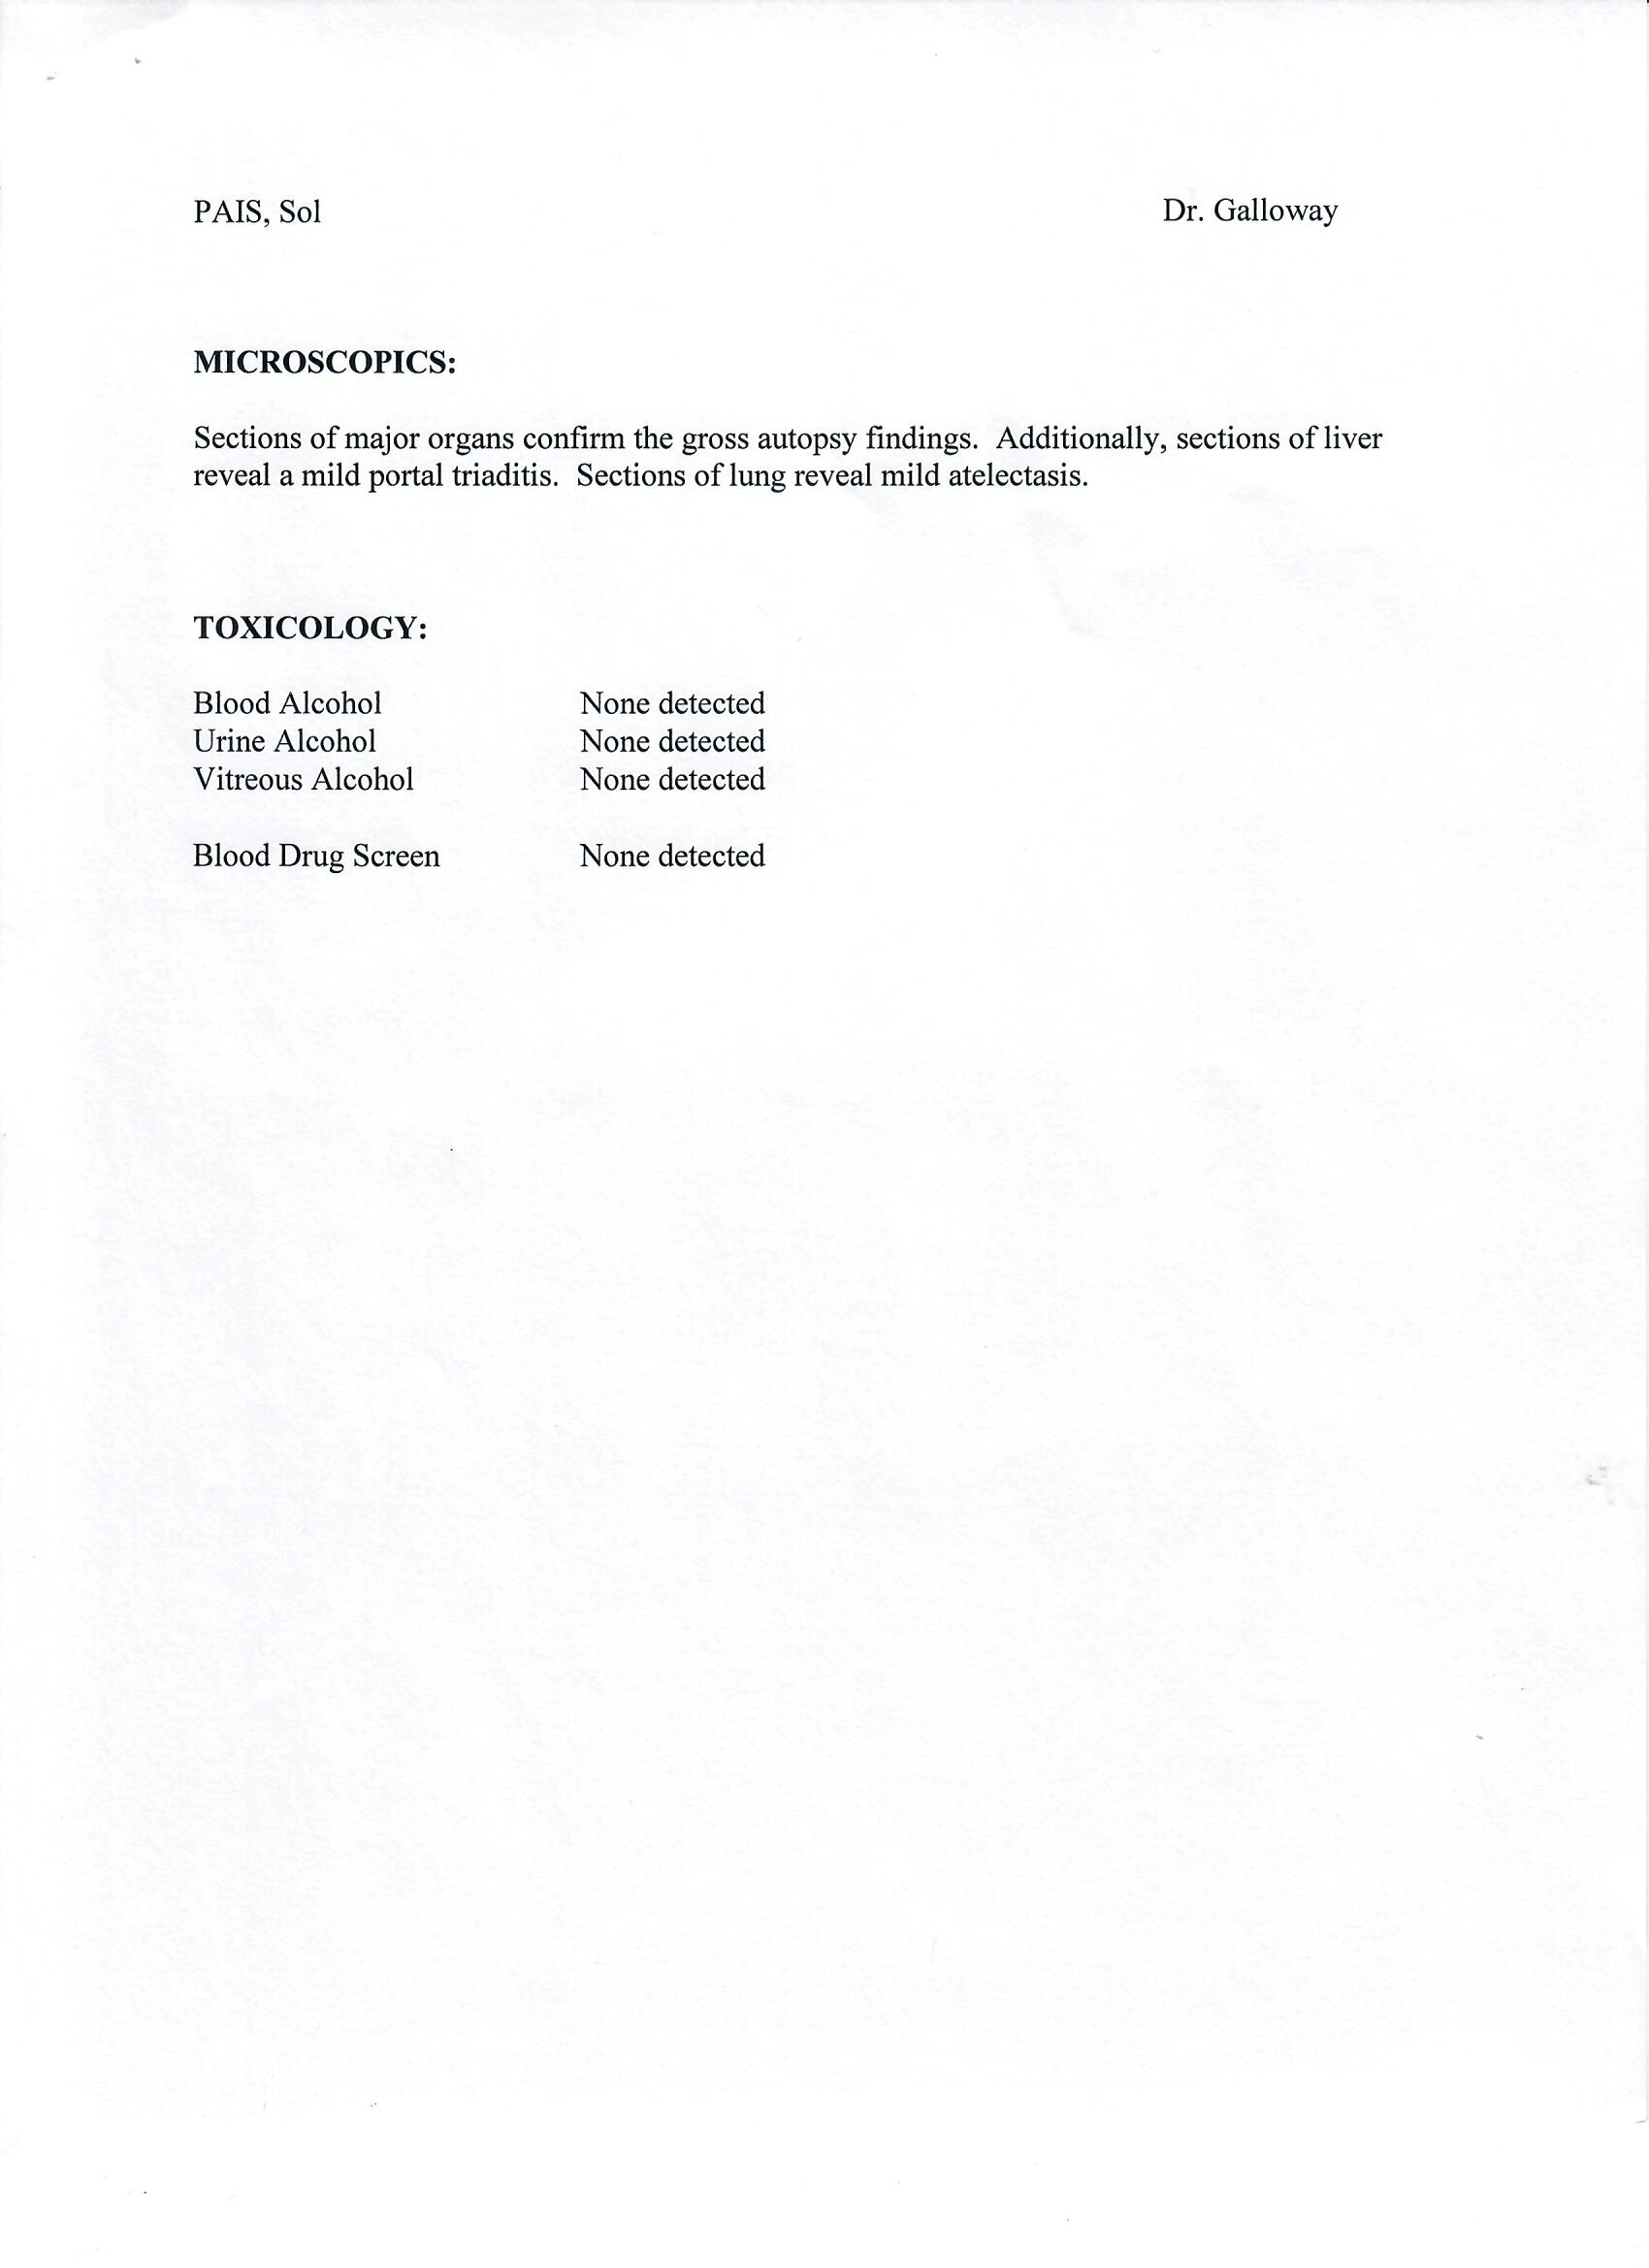 PAIS, Sol
Dr. Galloway
MICROSCOPICS:
Sections of major organs confirm the gross autopsy findings.  Additionally, sections of liver
reveal a mild portal triaditis.  Sections of lung reveal mild atelectasis.
TOXICOLOGY:
Blood Alcohol None detected
Urine Alcohol None detected
Vitreous Alcohol None detected
Blood Drug Screen None detected